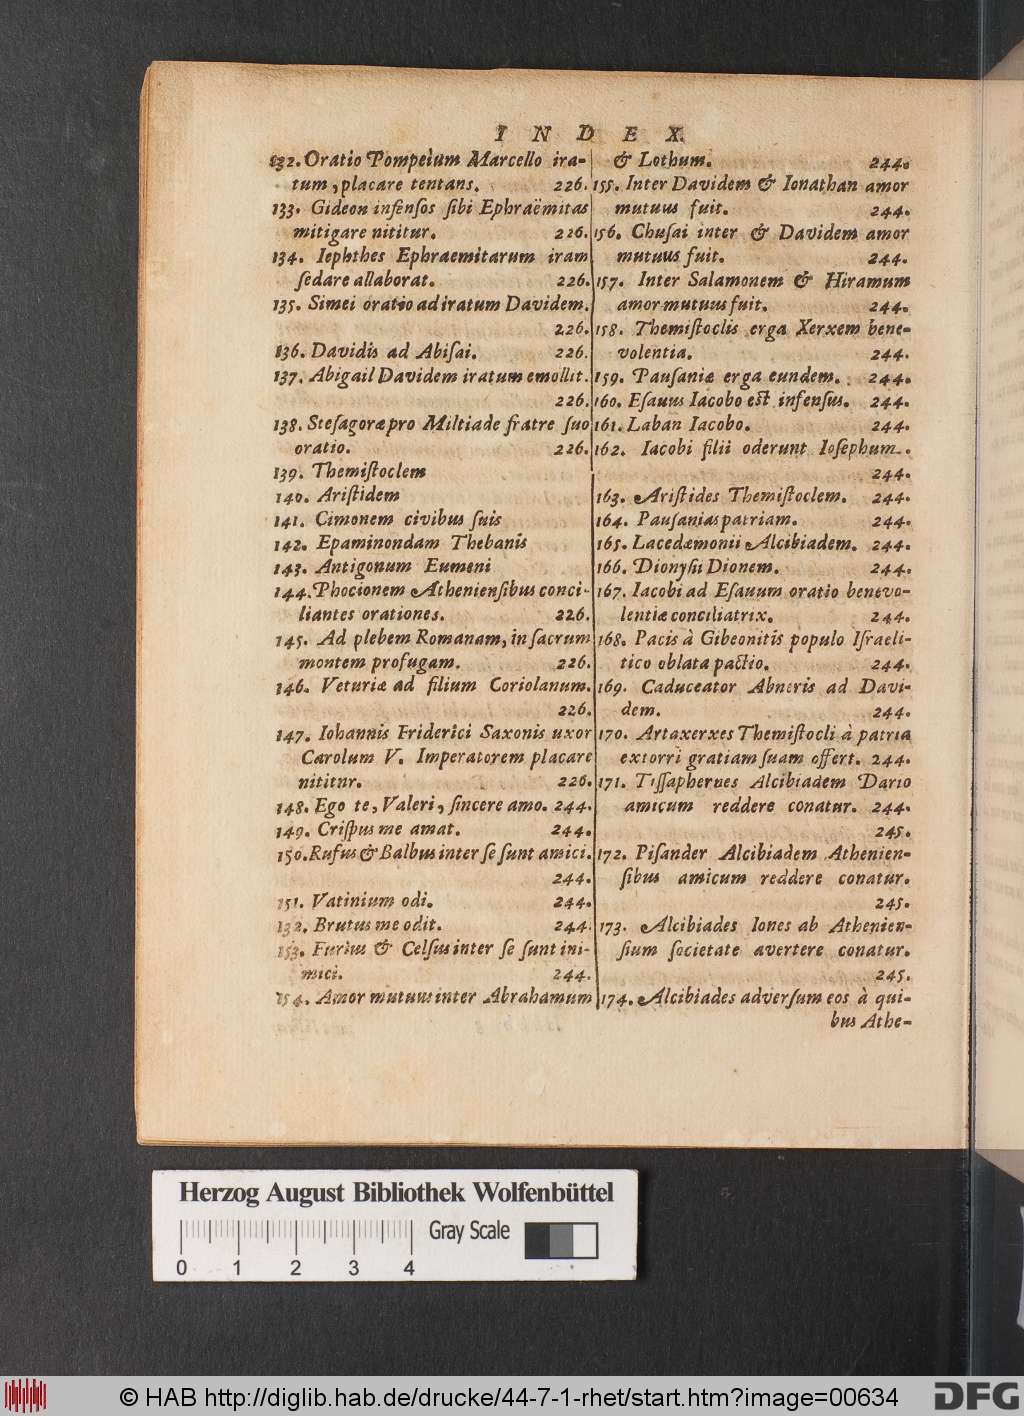 INDEX
132. Oratio Pompeium Marcello ira-
tum, placare tentans. 226.
133. Gideon infensos sibi Ephraëmitas
mitigare nititur. 226.
134. Iephthes Ephraemitarum iram
sedare allaborat. 226.
135. Simei oratio ad iratum Davidem.
226.
136. Davidis ad Abisai. 226.
137. Abigail Davidem iratum emollit.
226.
138. Stesagoræ pro Miltiade fratre suo
oratio. 226.
139. Themistoclem
140. Aristidem
141. Cimonem civibus suis
142. Epaminondam Thebanis
143. Antigonum Eumeni
144. Phocionem Atheniensibus conci-
liantes orationes. 226.
145. Ad plebem Romanam, in sacrum
montem profugam. 226.
146. Veturiæ ad filium Coriolanum.
226.
147. Iohannis Friderici Saxonis uxor
Carolum V. Imperatorem placare
nititnr. 226.
148. Ego te, Valeri, sincere amo. 244.
149. Crispus me amat. 244.
150. Rufus & Balbus inter se sunt amici.
244.
151. Vatinium odi. 244.
132. Brutus me odit. 244.
153. Furius & Celsus inter se sunt ini-
mici. 244.
154. Amor mutuus inter Abrahamum
& Lothum. 244.
155. Inter Davidem & Ionathan amor
mutuus fuit. 244.
156. Chusai inter & Davidem amor
mutuus fuit. 244.
157. Inter Salamonem & Hiramum
amor mutuus fuit. 244.
158. Themistoclis erga Xerxem bene-
volentia. 244.
159. Pausaniæ erga eundem. 244.
160. Esauus Iacobo est infensus. 244.
161. Laban Iacobo. 244.
162. Iacobi filii oderunt Iosephum.
244.
163. Aristides Themistoclem. 244.
164. Pausanias patriam. 244.
165. Lacedæmonii Alcibiadem. 244.
166. Dionysii Dionem. 244.
167. Iacobi ad Esauum oratio benevo-
lentiæ conciliatrix. 244.
168. Pacis à Gibeonitis populo Israeli-
tico oblata pactio. 244.
169. Caduceator Abneris ad Davi-
dem. 244.
170. Artaxerxes Themistocli à patria
extorri gratiam suam offert. 244.
171. Tissaphernes Alcibiadem Dario
amicum reddere conatur. 244.
245.
172. Pisander Alcibiadem Athenien-
sibus amicum reddere conatur.
245.
173. Alcibiades Iones ab Athenien-
sium societate avertere conatur.
245.
174. Alcibiades adversum eos à qui-
bus Athe-
Herzog August Bibliothek Wolfenbüttel
Gray Scale
0 1 2 3 4
© HAB http://diglib.hab.de/drucke/44-7-1-rhet/start.htm?image=00634
DFG